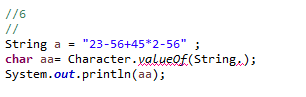 //6
//
String a = "23-56+45*2-56" ;
char aa= Character.valueOf(String,);
System.out.println(aa);